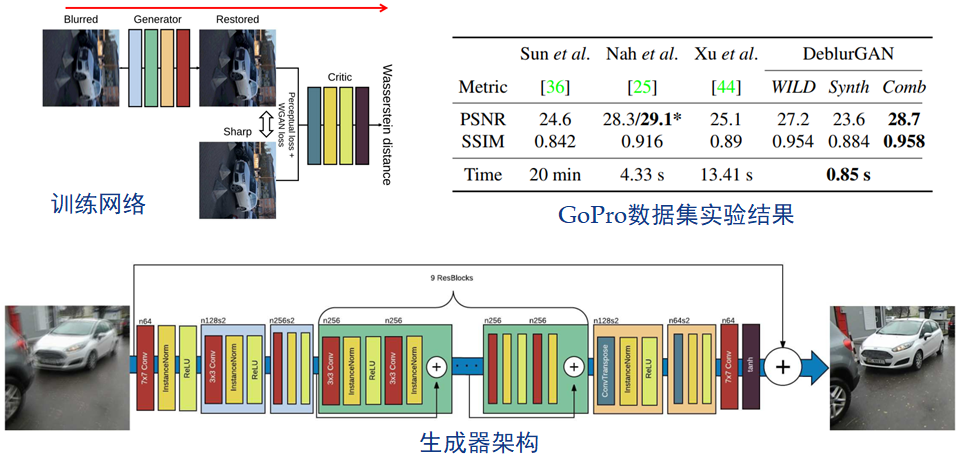 Blurred
Generator
Restored
Sharp
Perceptual loss +
WGAN loss
Critic
Wasserstein distance
训练网络
Sun et al. Nah et al. Xu et al. DeblurGAN
Metric [36] [25] [44] WILD Synth Comb
PSNR 24.6 28.3/29.1* 25.1 27.2 23.6 28.7
SSIM 0.842 0.916 0.89 0.954 0.884 0.958
Time 20 min 4.33 s 13.41 s 0.85 s
GoPro数据集实验结果
9 ResBlocks
n64
7x7 Conv
InstanceNorm
ReLU
n128s2
3x3 Conv
InstanceNorm
ReLU
n256s2
n256
n256
3x3 Conv
InstanceNorm
ReLU
3x3 Conv
InstanceNorm
+
n256
n256
+
n128s2
ConvTranspose
InstanceNorm
ReLU
n64s2
n64
7x7 Conv
tanh
+
生成器架构